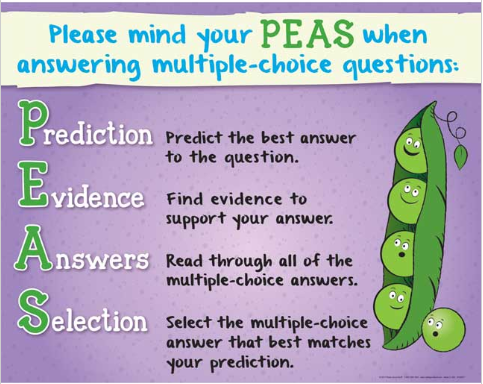 Please mind your PEAS when
answering multiple-choice questions:
Prediction
Predict the best answer
to the question.
Evidence
Find evidence to
support your answer.
Answers
Read through all of the
multiple-choice answers.
Selection
Select the multiple-choice
answer that best matches
your prediction.